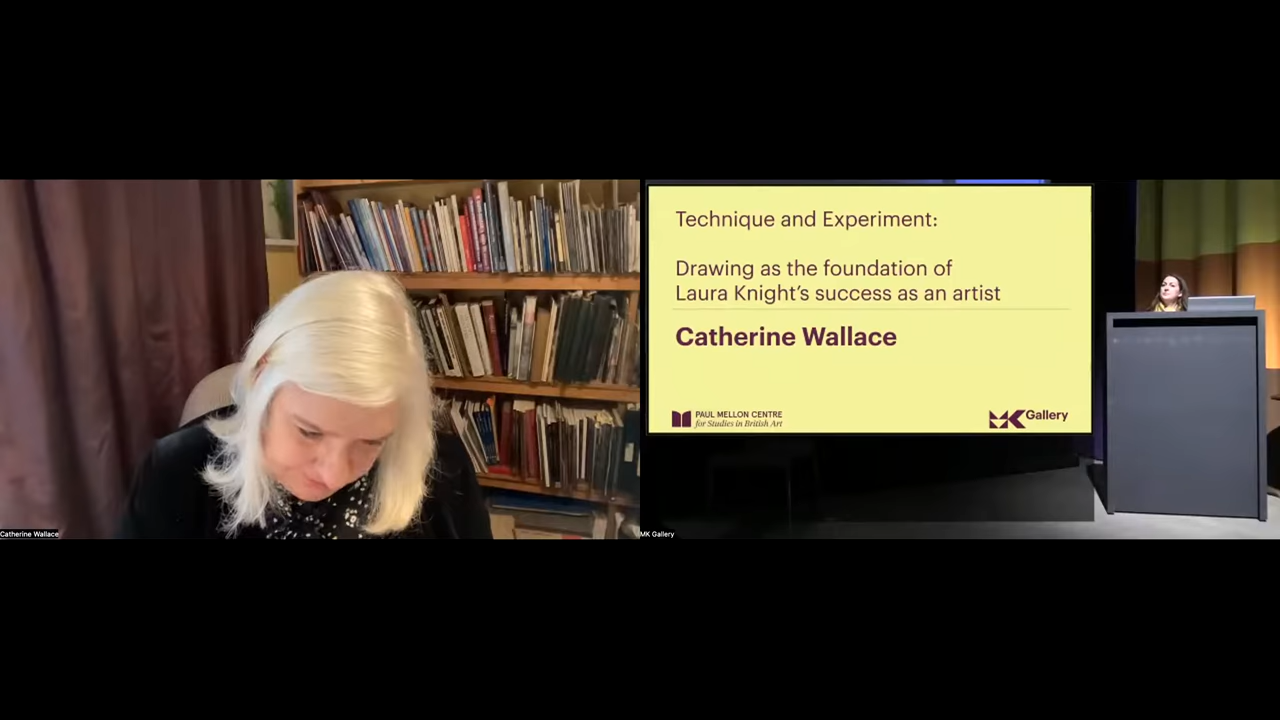 Technique and Experiment:
Drawing as the foundation of
Laura Knight's success as an artist
Catherine Wallace
PAUL MELLON CENTRE
for Studies in British Art
MK Gallery
Catherine Wallace
MK Gallery